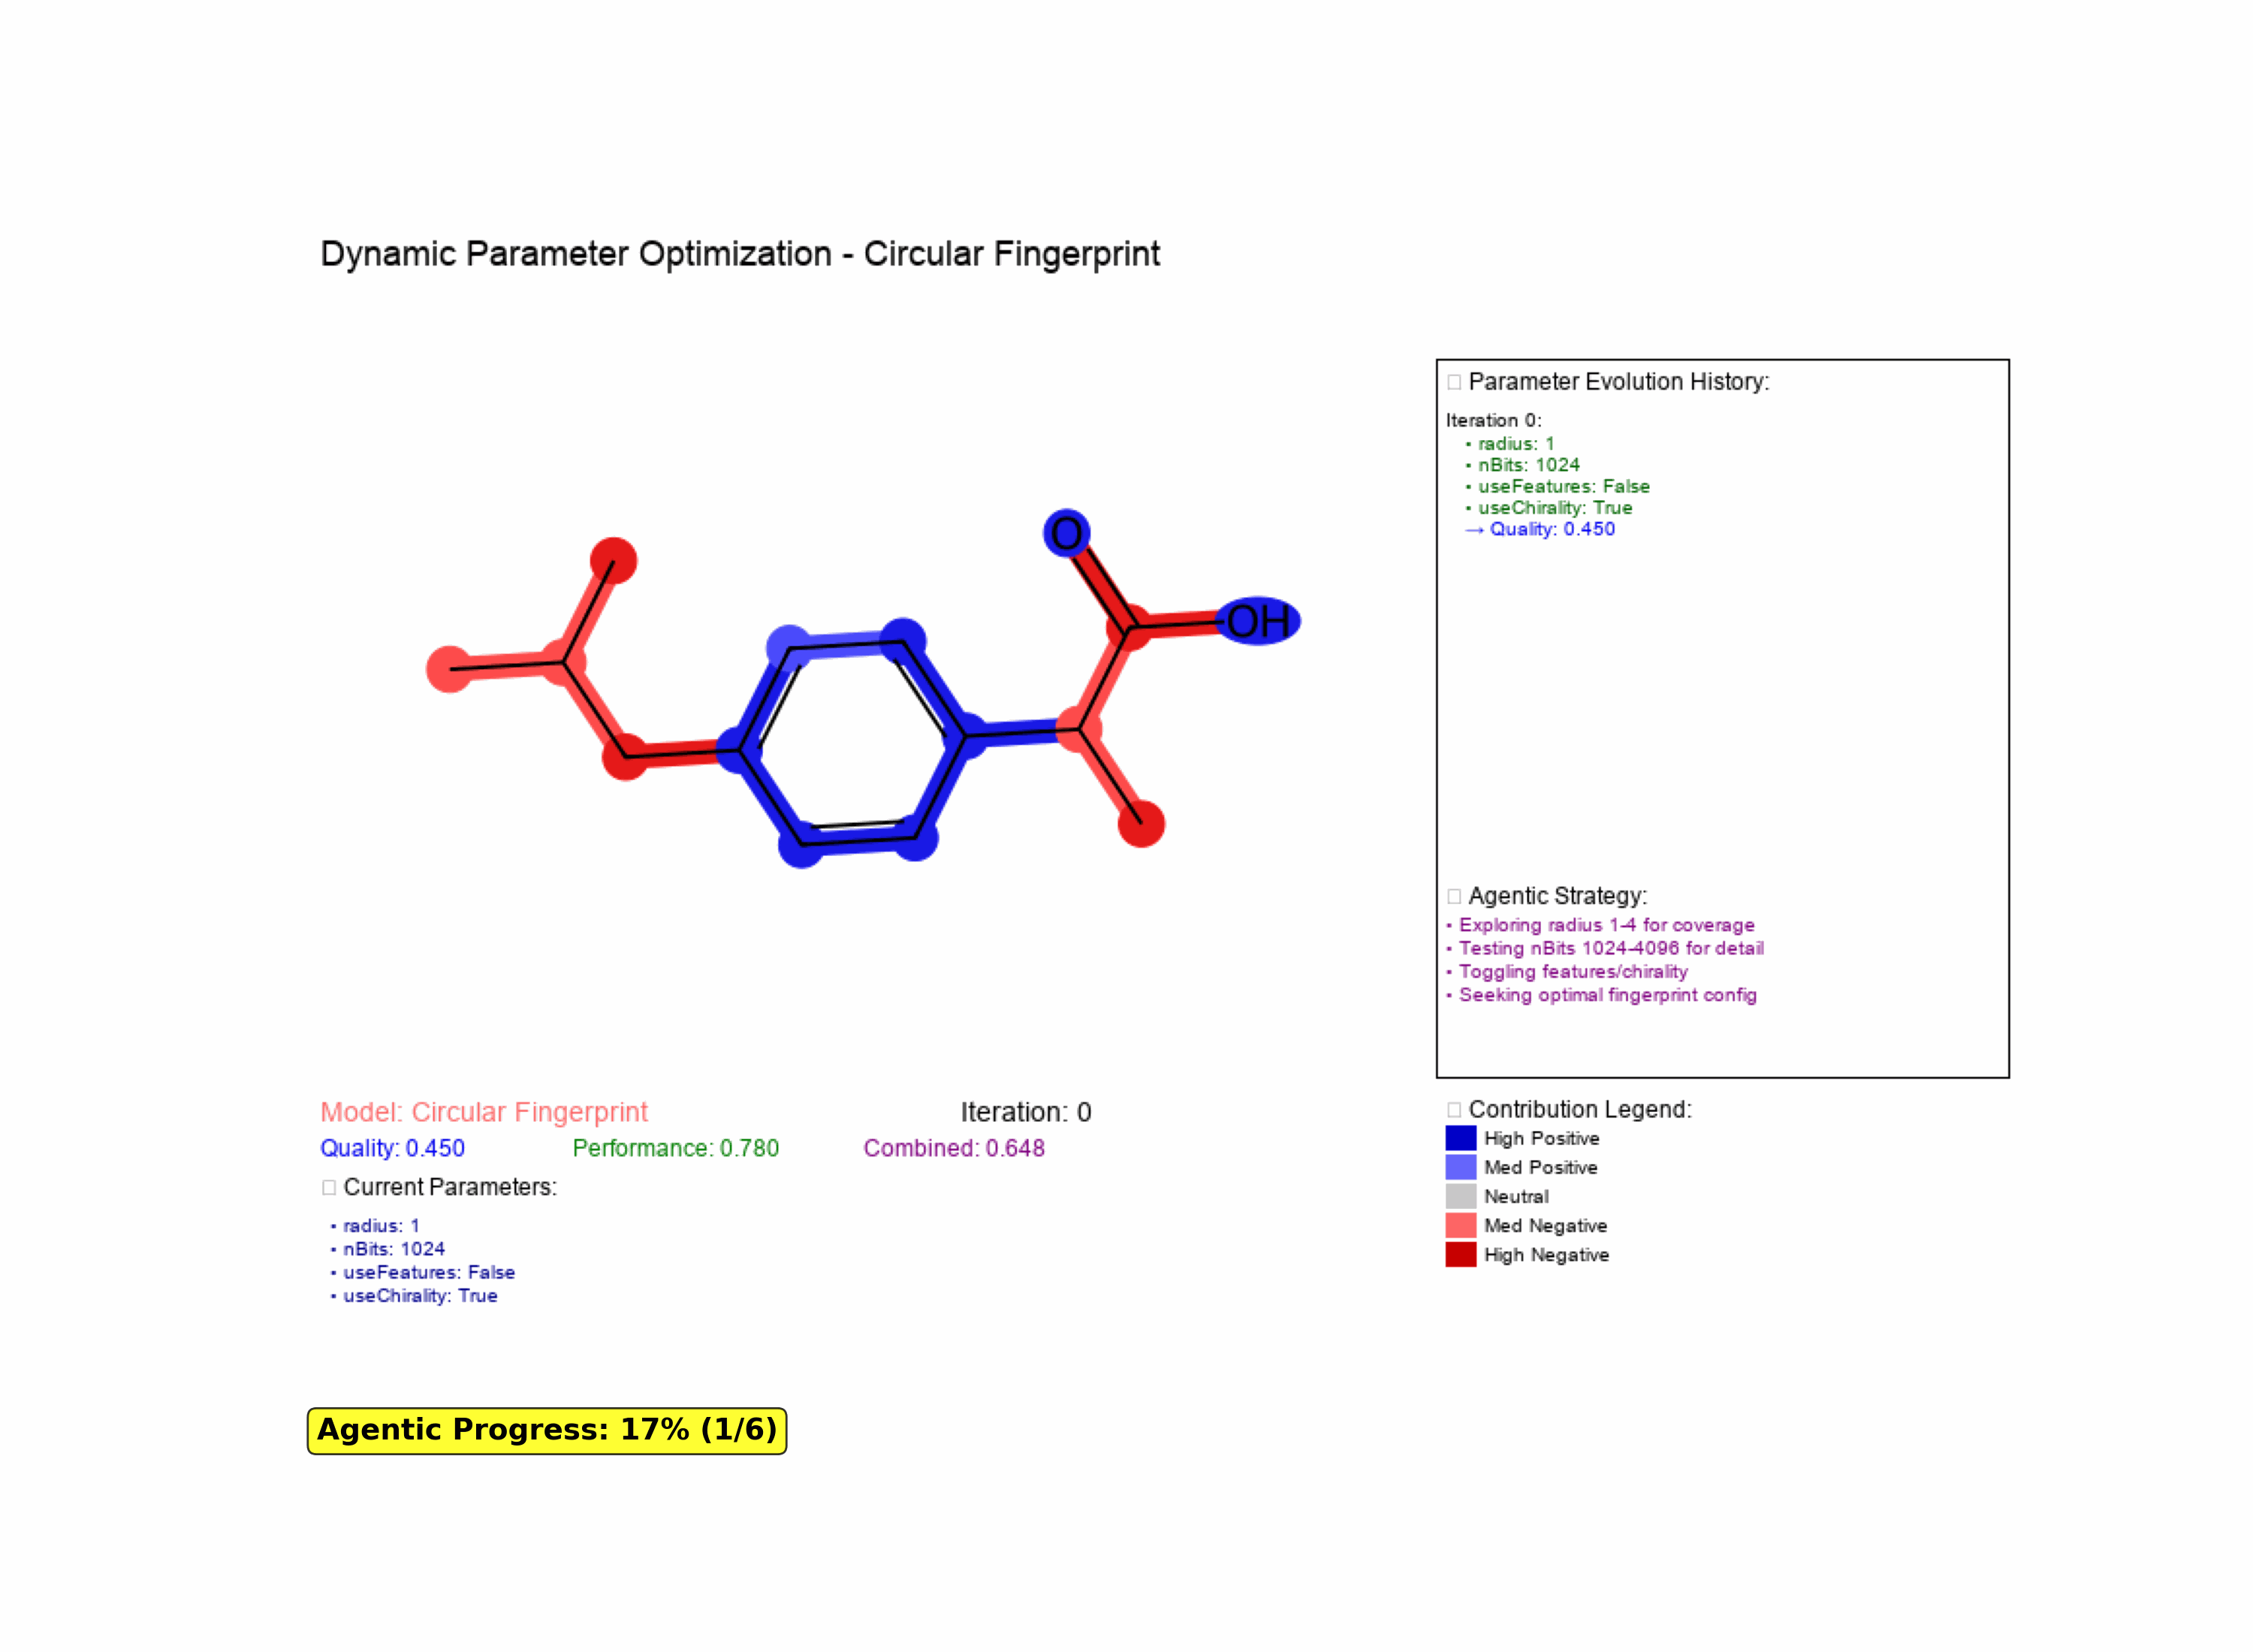 Dynamic Parameter Optimization - Circular Fingerprint
O
OH
□ Parameter Evolution History:
Iteration 0:
• radius: 1
• nBits: 1024
• useFeatures: False
• useChirality: True
→ Quality: 0.450
□ Agentic Strategy:
• Exploring radius 1-4 for coverage
• Testing nBits 1024-4096 for detail
• Toggling features/chirality
• Seeking optimal fingerprint config
Model: Circular Fingerprint Iteration: 0
Quality: 0.450 Performance: 0.780 Combined: 0.648
□ Current Parameters:
• radius: 1
• nBits: 1024
• useFeatures: False
• useChirality: True
□ Contribution Legend:
High Positive
Med Positive
Neutral
Med Negative
High Negative
Agentic Progress: 17% (1/6)